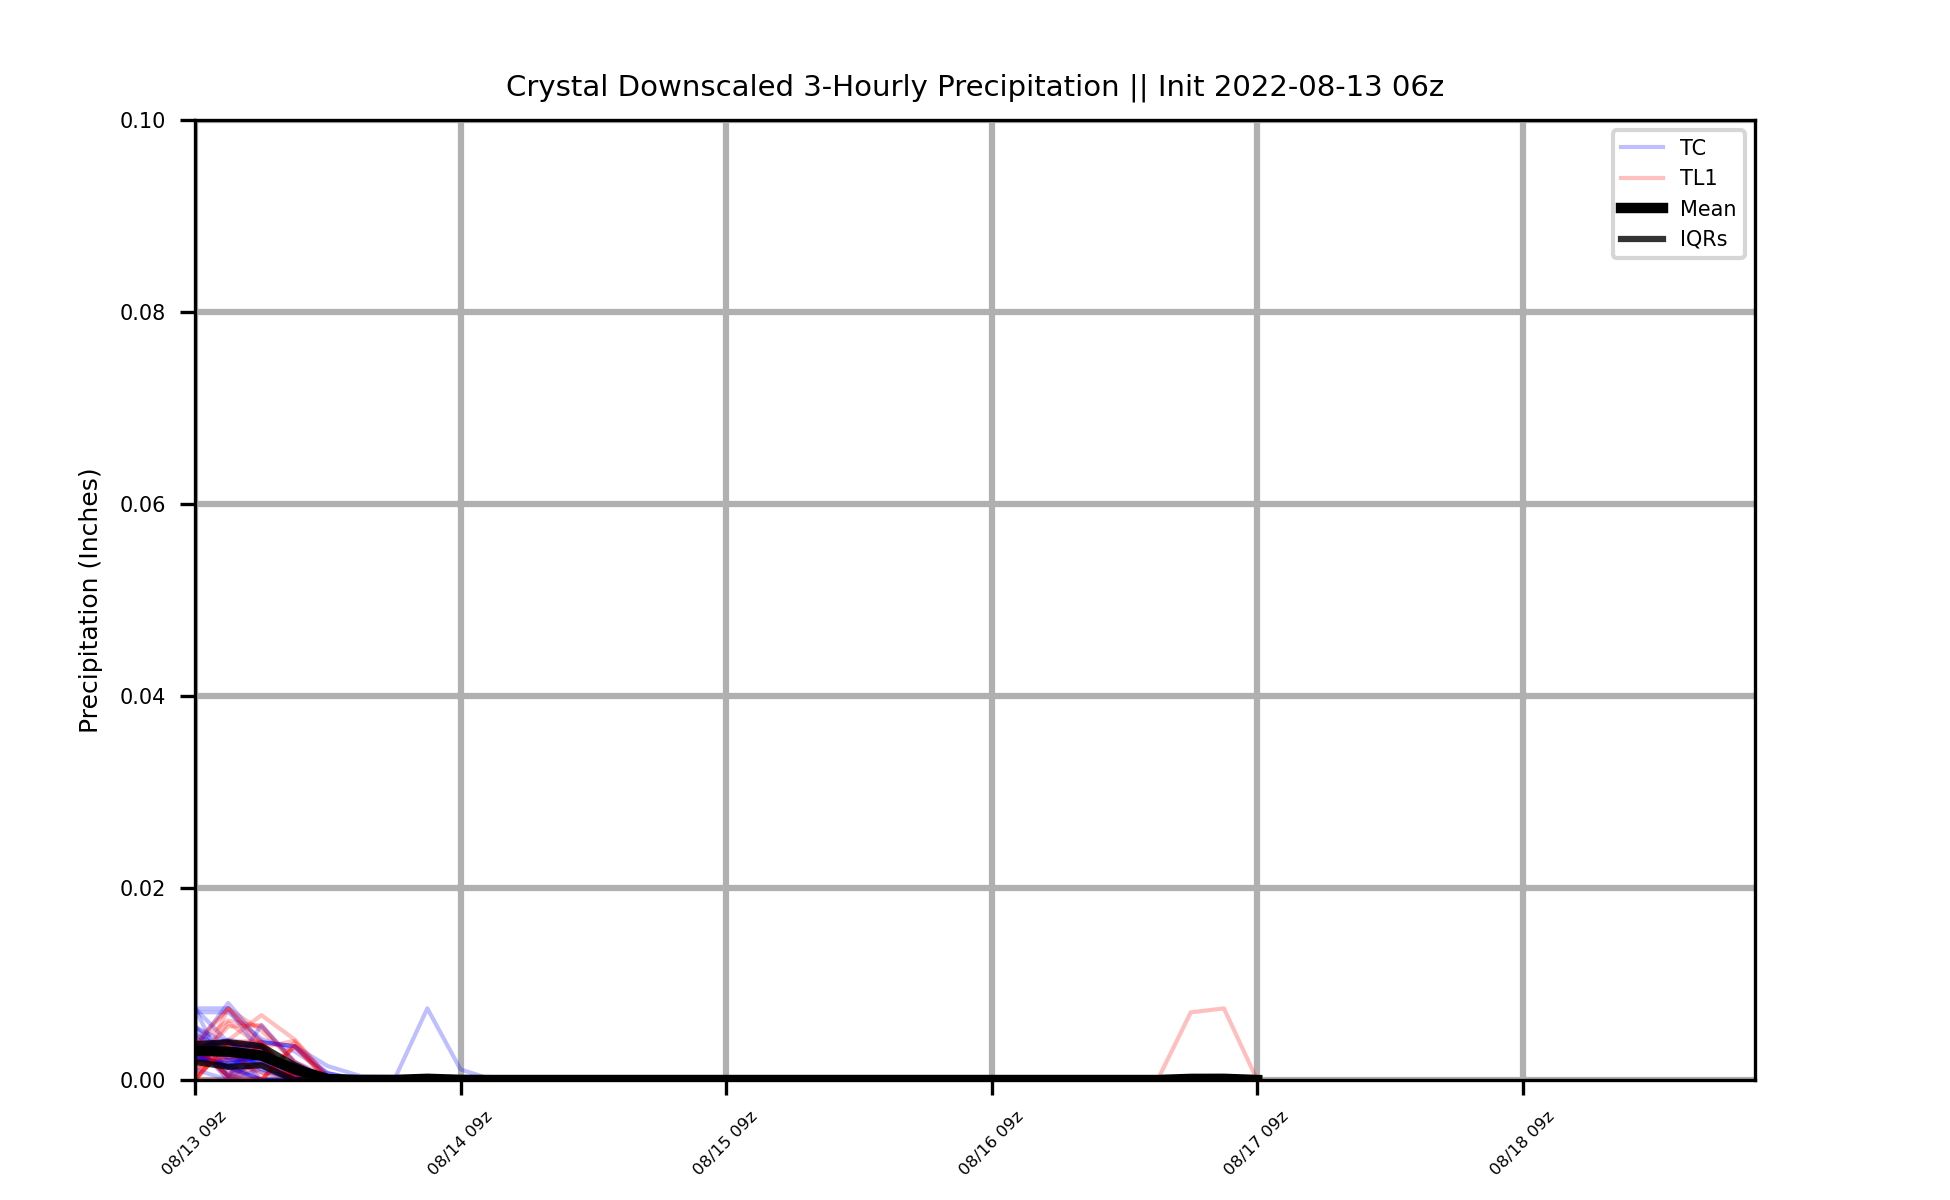 Crystal Downscaled 3-Hourly Precipitation || Init 2022-08-13 06z
TC
TL1
Mean
IQRs
Precipitation (Inches)
0.10
0.08
0.06
0.04
0.02
0.00
08/13 09z
08/14 09z
08/15 09z
08/16 09z
08/17 09z
08/18 09z